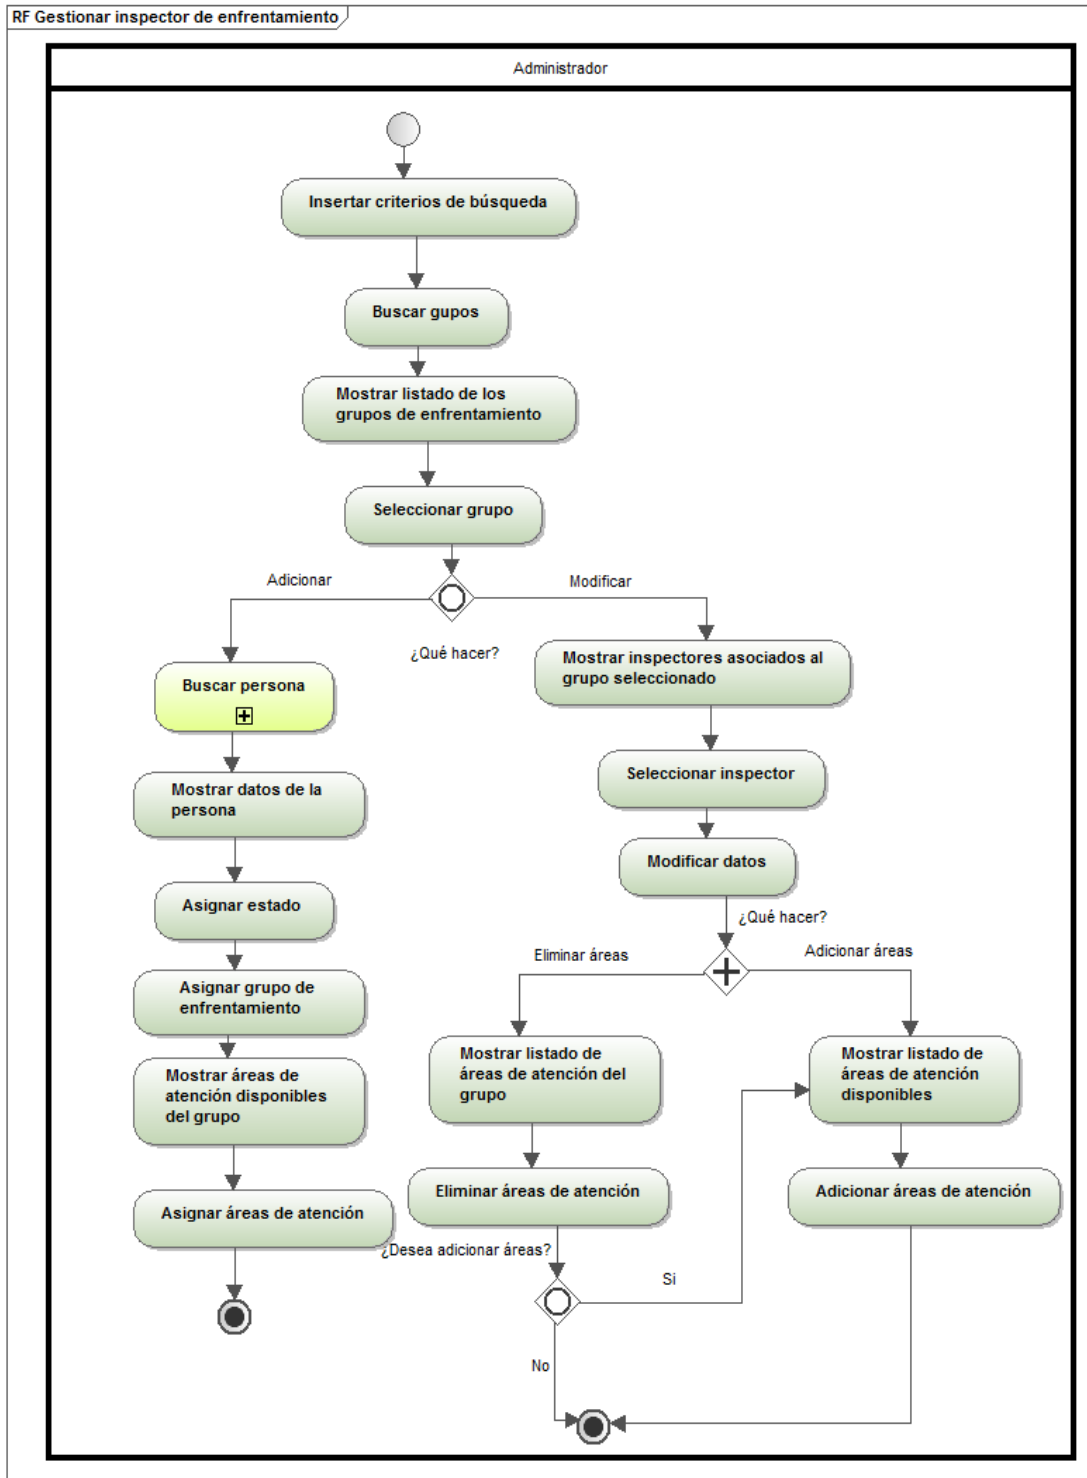 RF Gestionar inspector de enfrentamiento
Administrador
Insertar criterios de búsqueda
Buscar gupos
Mostrar listado de los
grupos de enfrentamiento
Seleccionar grupo
Adicionar
Modificar
¿Qué hacer?
Buscar persona
Mostrar datos de la
persona
Asignar estado
Asignar grupo de
enfrentamiento
Mostrar áreas de
atención disponibles
del grupo
Asignar áreas de atención
Mostrar inspectores asociados al
grupo seleccionado
Seleccionar inspector
Modificar datos
¿Qué hacer?
Eliminar áreas
Adicionar áreas
Mostrar listado de
áreas de atención del
grupo
Eliminar áreas de atención
¿Desea adicionar áreas?
Si
No
Mostrar listado de
áreas de atención
disponibles
Adicionar áreas de atención